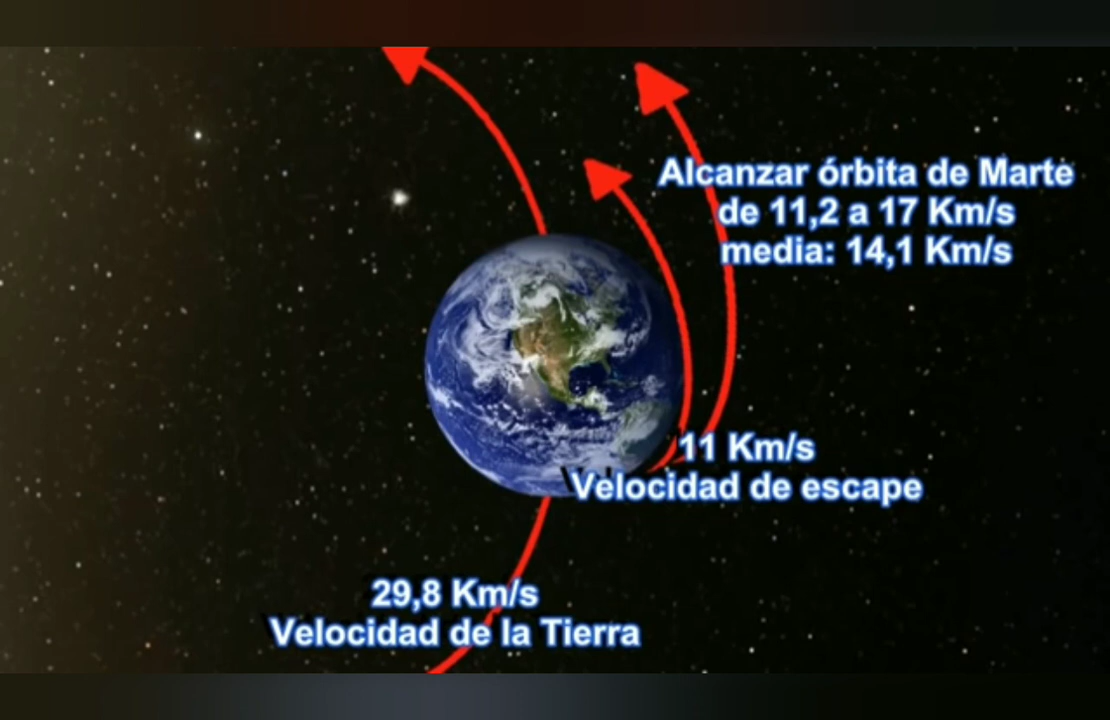 Alcanzar órbita de Marte
de 11,2 a 17 Km/s
media: 14,1 Km/s
11 Km/s
Velocidad de escape
29,8 Km/s
Velocidad de la Tierra